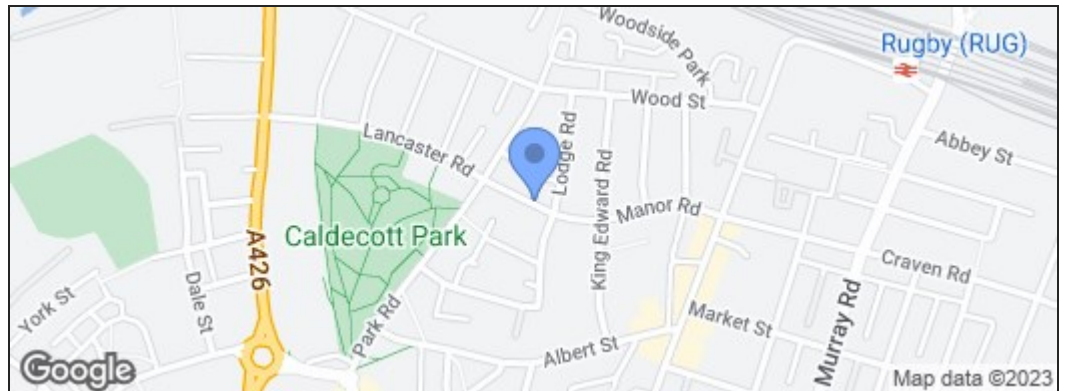 Woodside Park
Rugby (RUG)
Wood St
Lancaster Rd
Lodge Rd
King Edward Rd
Abbey St
Manor Rd
Caldecott Park
A426
Craven Rd
Dale St
York St
Park Rd
Market St
Murray Rd
Albert St
Google
Map data ©2023